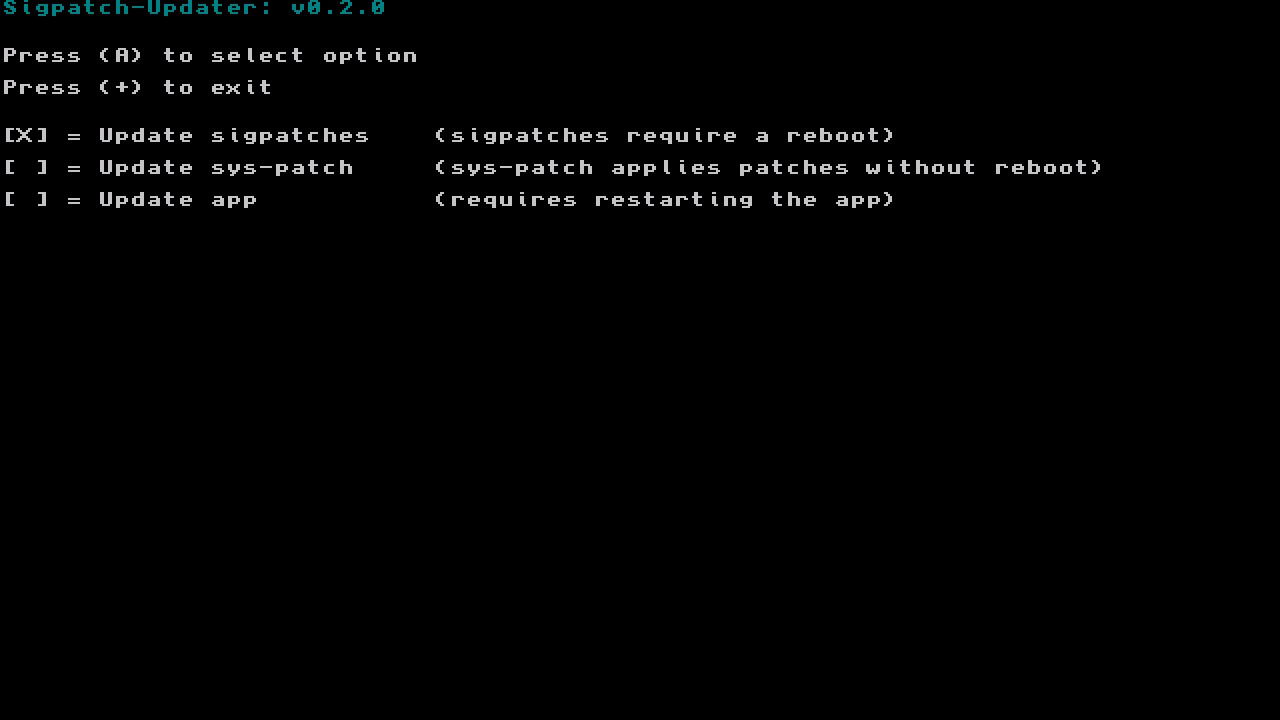 Sigpatch-Updater: v0.2.0
Press (A) to select option
Press (+) to exit
[X] = Update sigpatches    (sigpatches require a reboot)
[ ] = Update sys-patch     (sys-patch applies patches without reboot)
[ ] = Update app           (requires restarting the app)